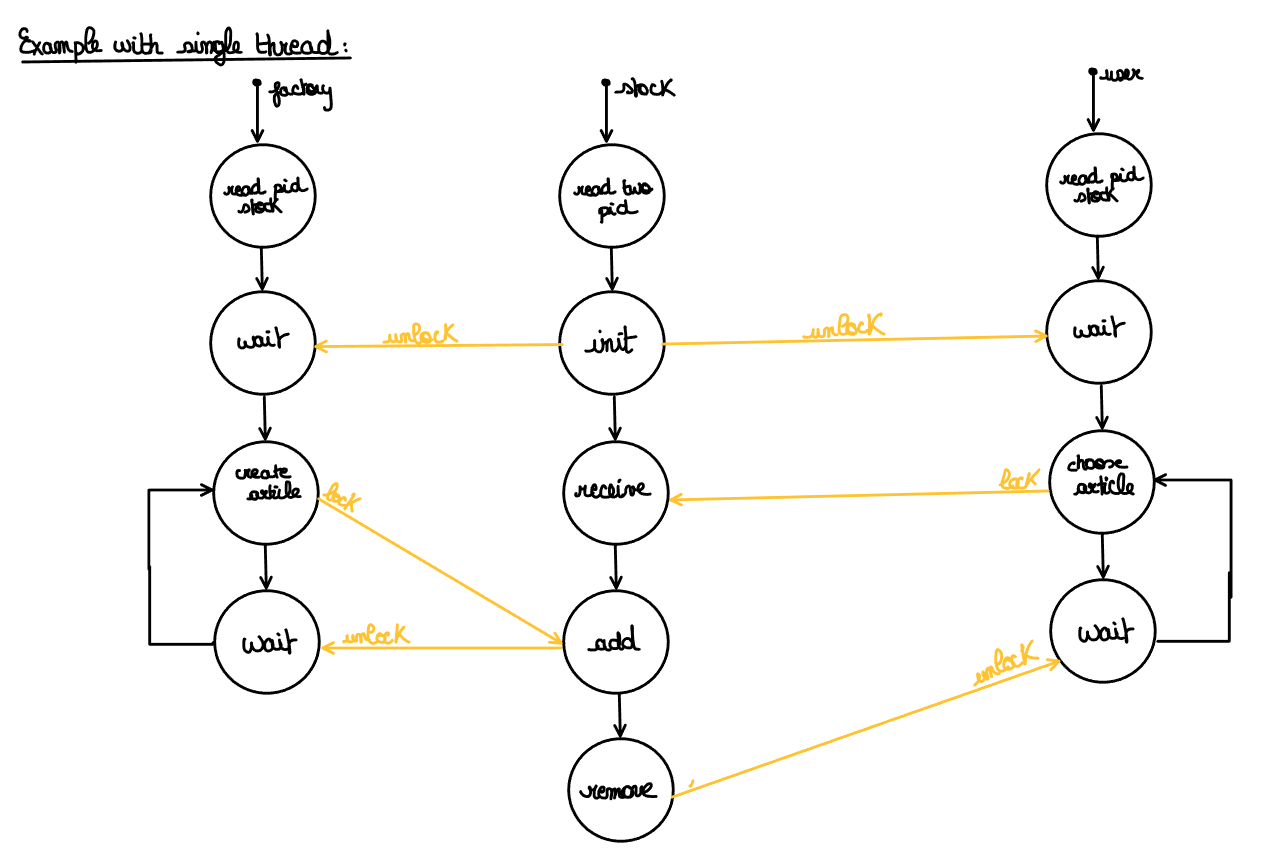 Example with single thread:
factory
stock
user
read pid
stock
read two
pid
read pid
stock
wait
unlock
init
unlock
wait
create
article
lock
receive
lock
choose
article
wait
unlock
add
unlock
wait
remove